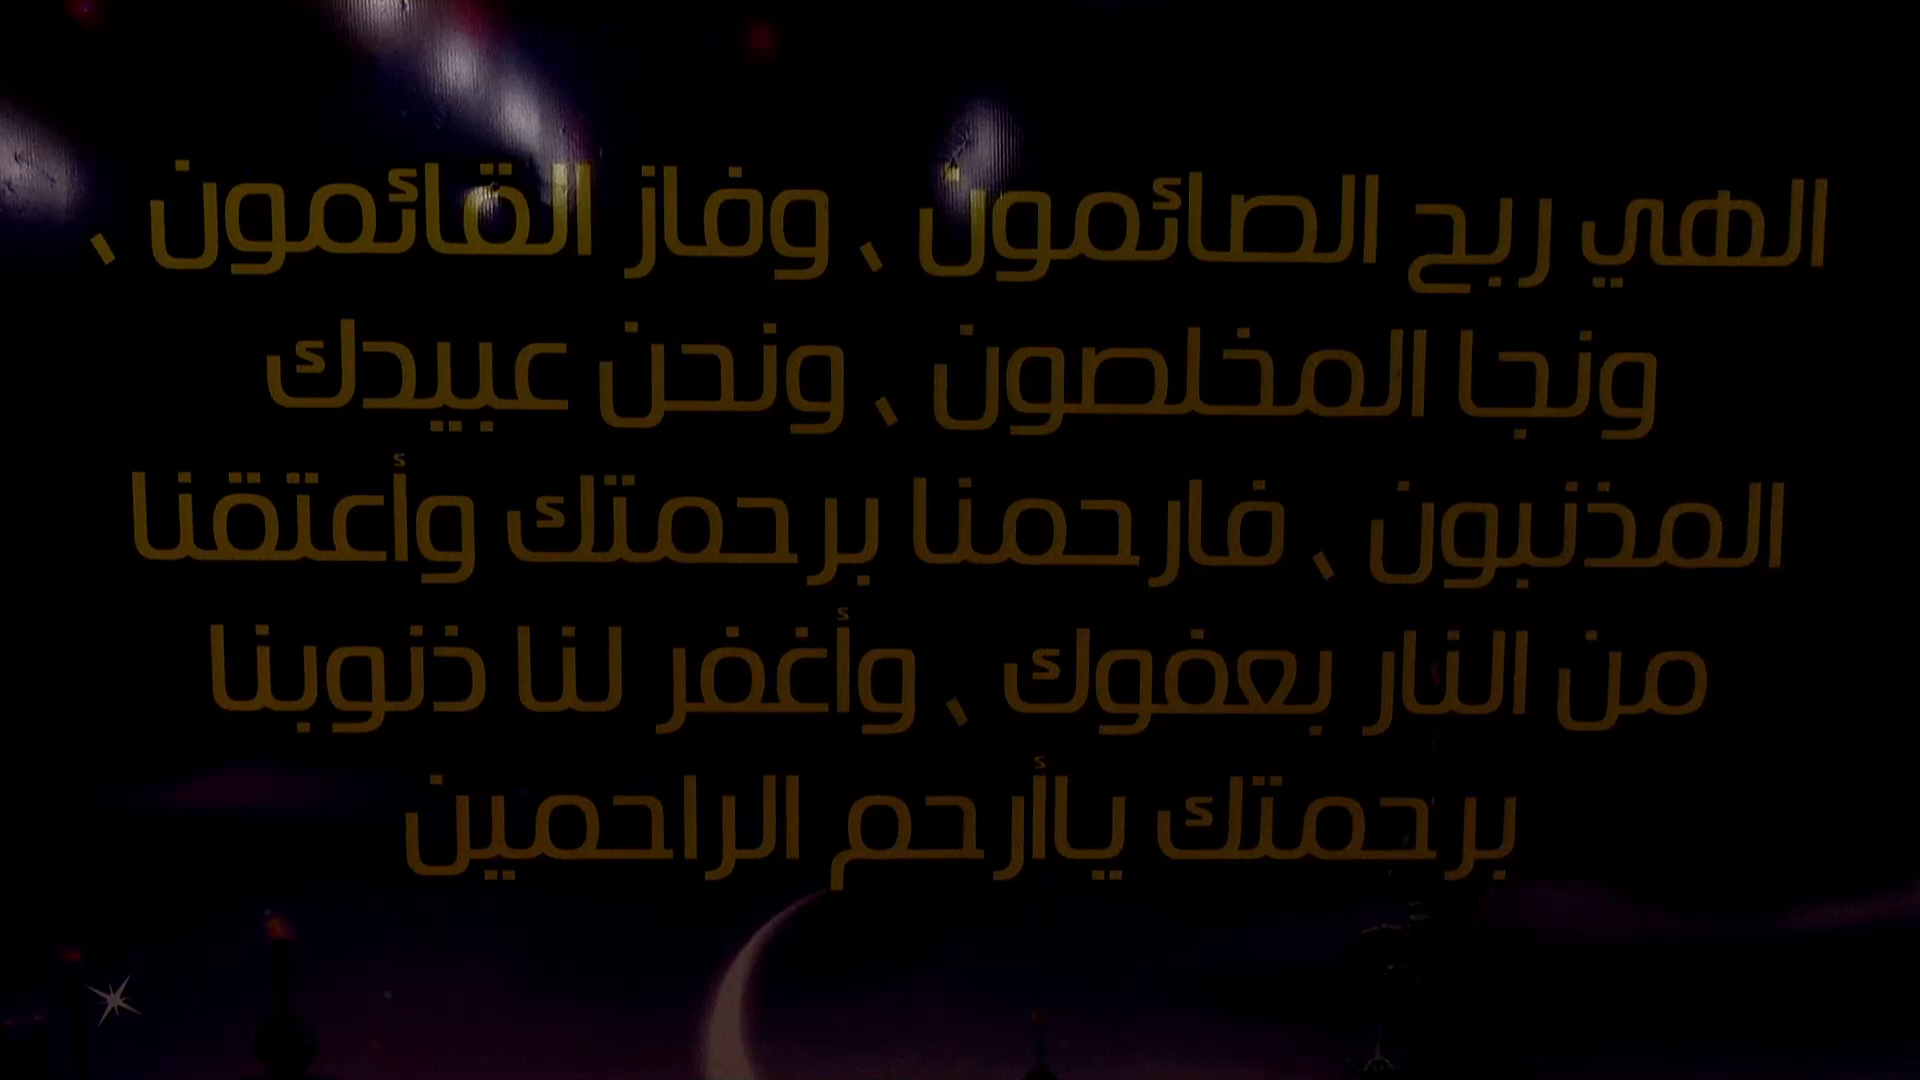 الهي ربح الصائمون ، وفاز القائمون ،
ونجا المخلصون ، ونحن عبيدك
المذنبون ، فارحمنا برحمتك وأعتقنا
من النار بعفوك ، وأغفر لنا ذنوبنا
برحمتك ياأرحم الراحمين